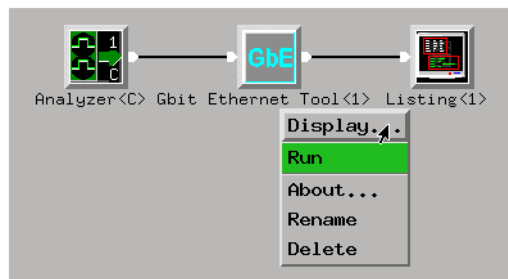 1
C
GbE
Analyzer<C> Gbit Ethernet Tool<1> Listing<1>
Display...
Run
About...
Rename
Delete